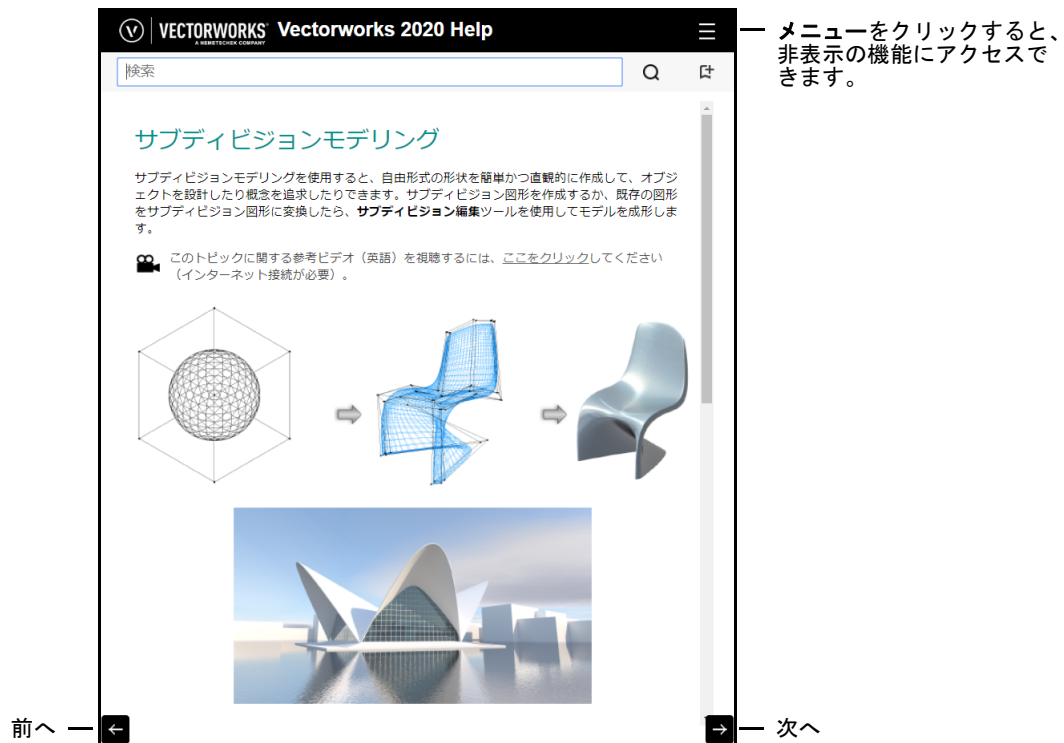 VECTORWORKS®
A NEMETSCHEK COMPANY
Vectorworks 2020 Help
メニューをクリックすると、
非表示の機能にアクセスで
きます。
検索
サブディビジョンモデリング
サブディビジョンモデリングを使用すると、自由形式の形状を簡単かつ直観的に作成して、オブジ
ェクトを設計したり概念を追求したりできます。サブディビジョン図形を作成するか、既存の図形
をサブディビジョン図形に変換したら、サブディビジョン編集ツールを使用してモデルを成形しま
す。
このトピックに関する参考ビデオ（英語）を視聴するには、ここをクリックしてください
（インターネット接続が必要）。
前へ
次へ